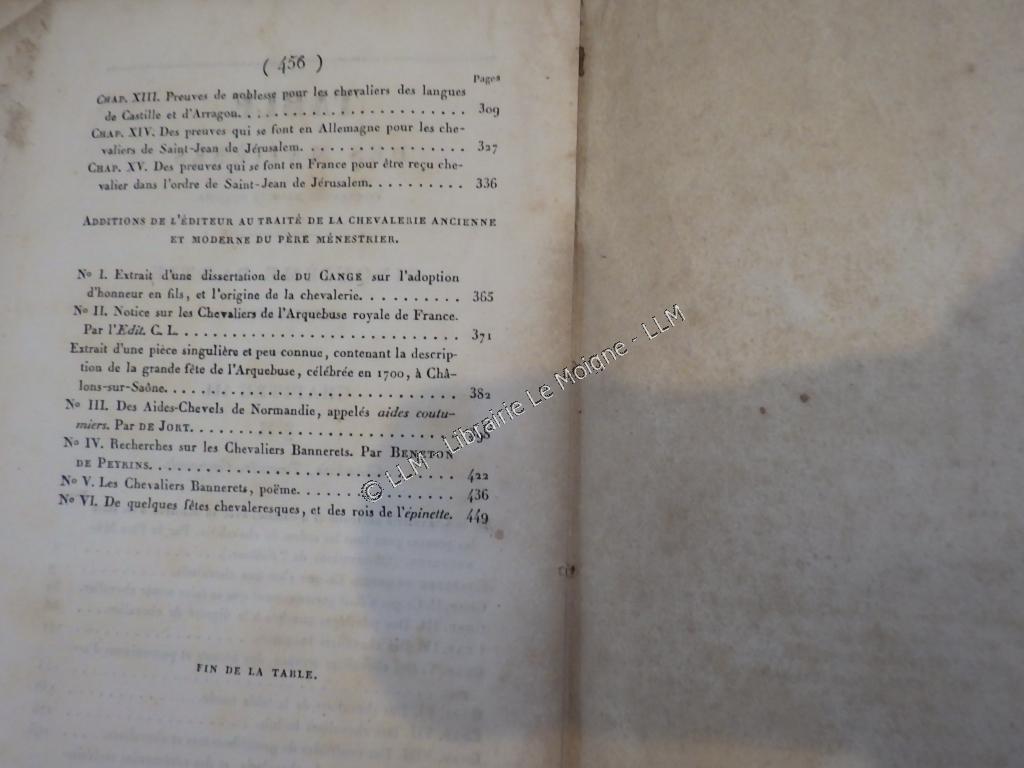 ( 456 )
Pages
CHAP. XIII. Preuves de noblesse pour les chevaliers des langues
de Castille et d'Arragon. . . . . . . . . . . . . . . . . . . . . . . 309
CHAP. XIV. Des preuves qui se font en Allemagne pour les che-
valiers de Saint-Jean de Jérusalem. . . . . . . . . . . . . . . . . 327
CHAP. XV. Des preuves qui se font en France pour être reçu che-
valier dans l'ordre de Saint-Jean de Jérusalem. . . . . . . . . . 336
ADDITIONS DE L'ÉDITEUR AU TRAITÉ DE LA CHEVALERIE ANCIENNE
ET MODERNE DU PÈRE MÉNESTRIER.
No I. Extrait d'une dissertation de DU CANGE sur l'adoption
d'honneur en fils, et l'origine de la chevalerie. . . . . . . . . . 365
No II. Notice sur les Chevaliers de l'Arquebuse royale de France.
Par l'Edit. C. L. . . . . . . . . . . . . . . . . . . . . . . . . . . . 371
Extrait d'une pièce singulière et peu connue, contenant la descrip-
tion de la grande fête de l'Arquebuse, célébrée en 1700, à Châ-
lons-sur-Saône. . . . . . . . . . . . . . . . . . . . . . . . . . . . . 382
No III. Des Aides-Chevels de Normandie, appelés aides coutu-
miers. Par DE JORT. . . . . . . . . . . . . . . . . . . . . . . . .
No IV. Recherches sur les Chevaliers Bannerets. Par BENETON
DE PEYRINS. . . . . . . . . . . . . . . . . . . . . . . . . . . . . . 422
No V. Les Chevaliers Bannerets, poëme. . . . . . . . . . . . . . . 436
No VI. De quelques fêtes chevaleresques, et des rois de l'épinette. 449
FIN DE LA TABLE.
© LLM - Librairie Le Moigne - LLM